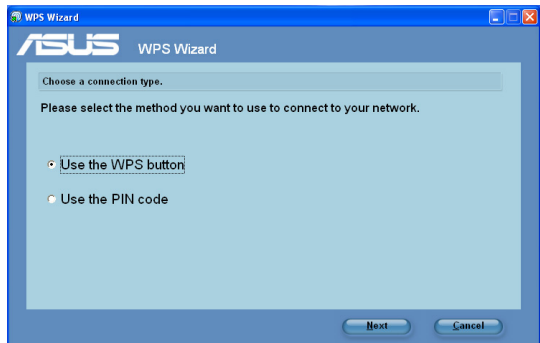 WPS Wizard
ASUS WPS Wizard
Choose a connection type.
Please select the method you want to use to connect to your network.
Use the WPS button
Use the PIN code
Next Cancel